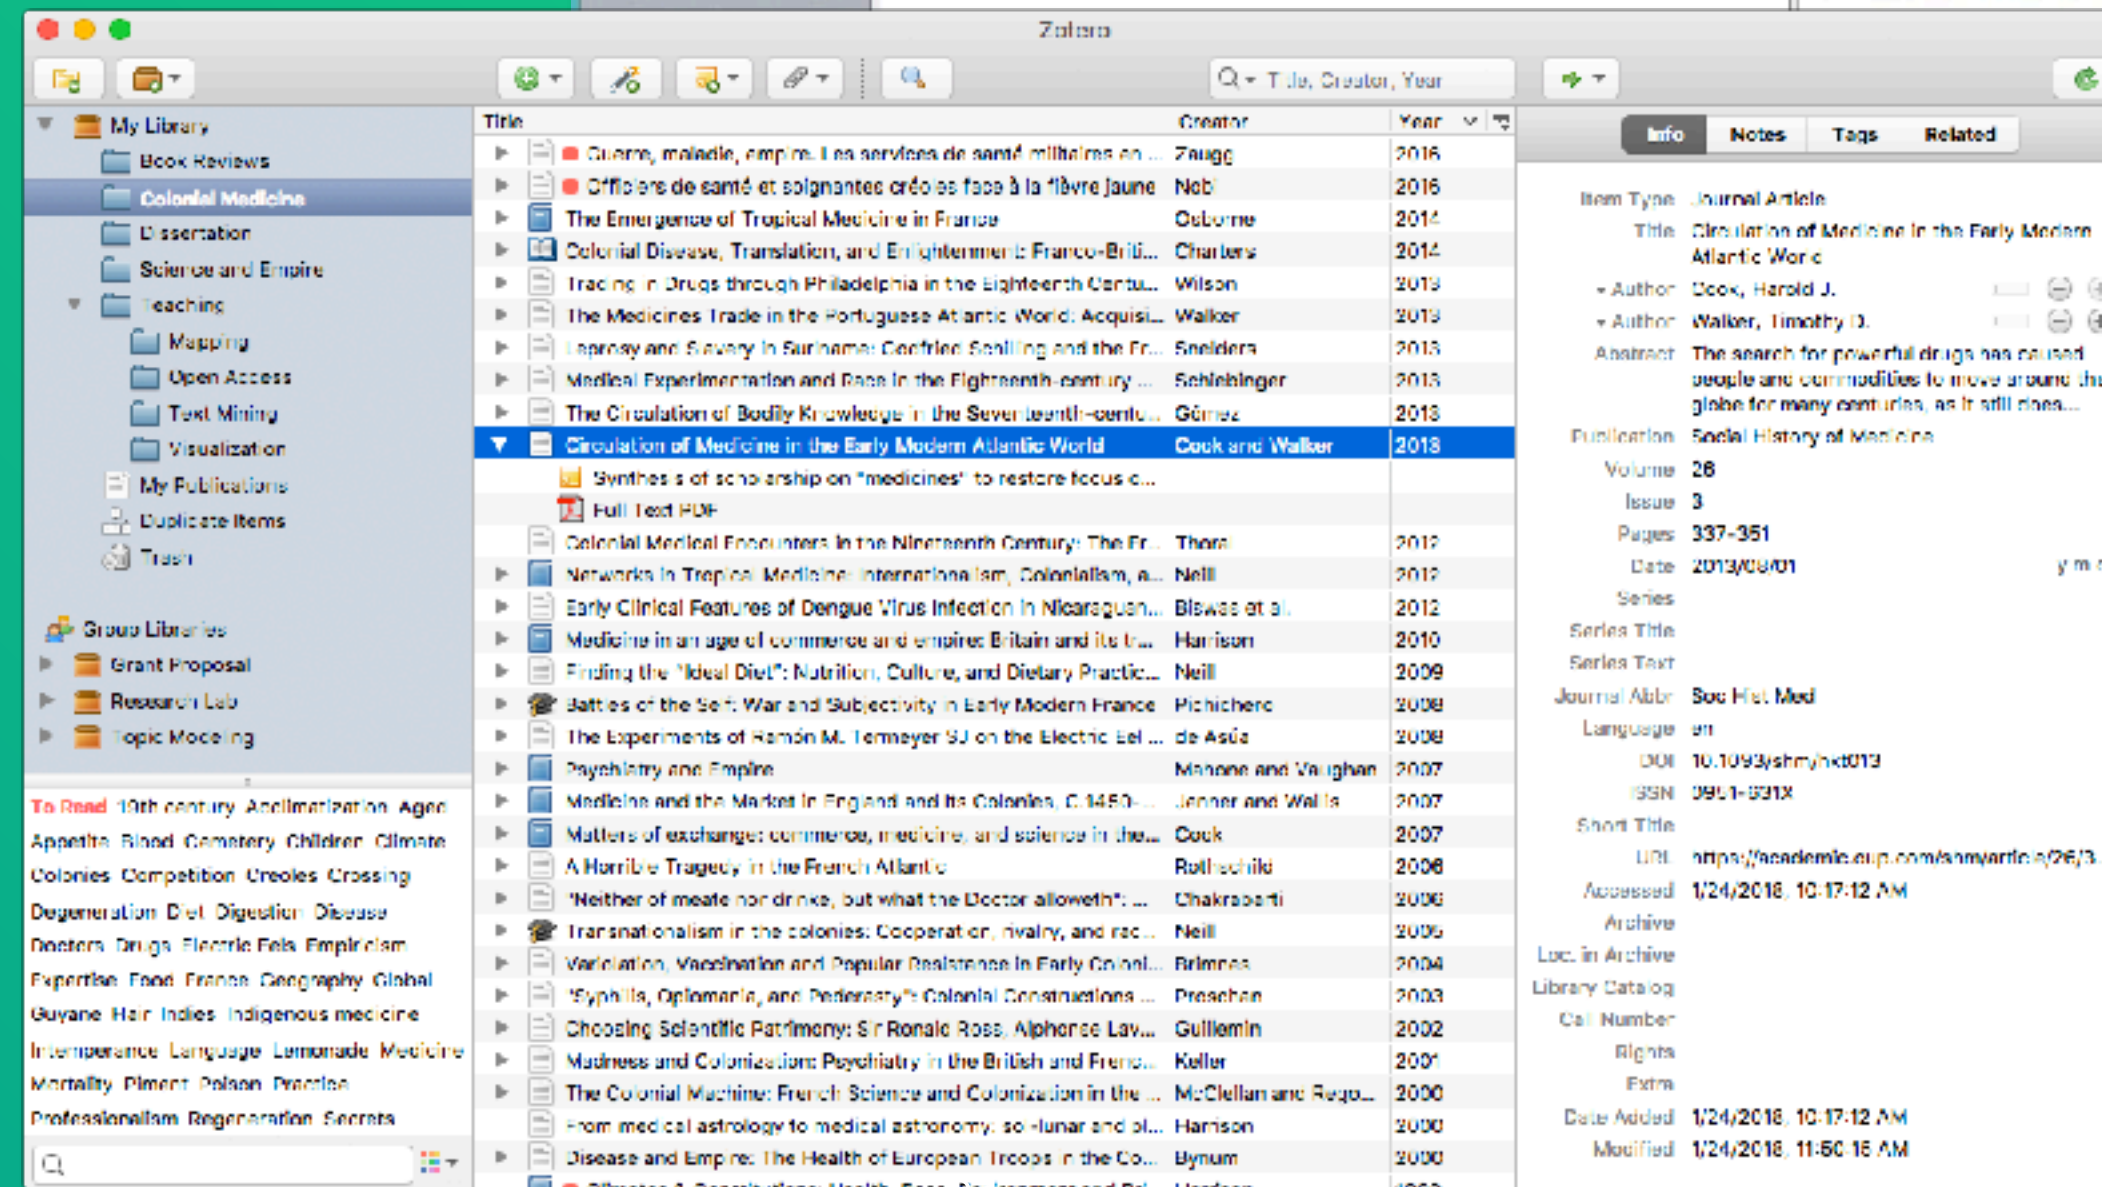 Zotero
Title, Creator, Year
My Library
Book Reviews
Colonial Medicine
Dissertation
Science and Empire
Teaching
Mapping
Open Access
Text Mining
Visualization
My Publications
Duplicate Items
Trash
Group Libraries
Grant Proposal
Research Lab
Topic Modeling
To Read 19th century Acclimatization Aged
Appetite Blood Cemetery Children Climate
Colonies Competition Creoles Crossing
Degeneration Diet Digestion Disease
Doctors Drugs Electric Eels Empiricism
Expertise Food France Geography Global
Guyane Hair Indies Indigenous medicine
Intemperance Language Lemonade Medicine
Mortality Piment Poison Practice
Professionalism Regeneration Secrets
Title Creator Year
Guerre, maladie, empire. Les services de santé militaires en ... Zaugg 2016
Officiers de santé et soignantes créoles face à la fièvre jaune Nobi 2016
The Emergence of Tropical Medicine in France Osborne 2014
Colonial Disease, Translation, and Enlightenment: Franco-Briti... Charters 2014
Trading in Drugs through Philadelphia in the Eighteenth Centu... Wilson 2013
The Medicines Trade in the Portuguese Atlantic World: Acquisi... Walker 2013
Leprosy and Slavery in Suriname: Godfried Schilling and the Fr... Snelders 2013
Medical Experimentation and Race in the Eighteenth-century ... Schiebinger 2013
The Circulation of Bodily Knowledge in the Seventeenth-centu... Gómez 2013
Circulation of Medicine in the Early Modern Atlantic World Cook and Walker 2013
Synthesis of scholarship on "medicines" to restore focus o...
Full Text PDF
Colonial Medical Encounters in the Nineteenth Century: The Fr... Thoral 2012
Networks in Tropical Medicine: Internationalism, Colonialism, a... Neill 2012
Early Clinical Features of Dengue Virus Infection in Nicaraguan... Biswas et al. 2012
Medicine in an age of commerce and empire: Britain and its tr... Harrison 2010
Finding the "Ideal Diet": Nutrition, Culture, and Dietary Practic... Neill 2009
Battles of the Self: War and Subjectivity in Early Modern France Pichichero 2008
The Experiments of Ramón M. Termeyer SJ on the Electric Eel ... de Asúa 2008
Psychiatry and Empire Mahone and Vaughan 2007
Medicine and the Market in England and its Colonies, C.1450- ... Jenner and Wallis 2007
Matters of exchange: commerce, medicine, and science in the... Cook 2007
A Horrible Tragedy in the French Atlantic Rothschild 2006
"Neither of meate nor drinke, but what the Doctor alloweth": ... Chakrabarti 2006
Transnationalism in the colonies: Cooperation, rivalry, and rac... Neill 2005
Variolation, Vaccination and Popular Resistance in Early Coloni... Brimnes 2004
"Syphilis, Opiomania, and Pederasty": Colonial Constructions ... Proschan 2003
Choosing Scientific Patrimony: Sir Ronald Ross, Alphonse Lav... Guillemin 2002
Madness and Colonization: Psychiatry in the British and Frenc... Keller 2001
The Colonial Machine: French Science and Colonization in the ... McClellan and Rego... 2000
From medical astrology to medical astronomy: sol-lunar and pl... Harrison 2000
Disease and Empire: The Health of European Troops in the Co... Bynum 2000
Info Notes Tags Related
Item Type Journal Article
Title Circulation of Medicine in the Early Modern
Atlantic World
Author Cook, Harold J.
Author Walker, Timothy D.
Abstract The search for powerful drugs has caused
people and commodities to move around the
globe for many centuries, as it still does...
Publication Social History of Medicine
Volume 26
Issue 3
Pages 337-351
Date 2013/08/01 y m
Series
Series Title
Series Text
Journal Abbr Soc Hist Med
Language en
DOI 10.1093/shm/hkt013
ISSN 0951-631X
Short Title
URL https://academic.oup.com/shm/article/26/3...
Accessed 1/24/2018, 10:17:12 AM
Archive
Loc. in Archive
Library Catalog
Call Number
Rights
Extra
Date Added 1/24/2018, 10:17:12 AM
Modified 1/24/2018, 11:50:15 AM